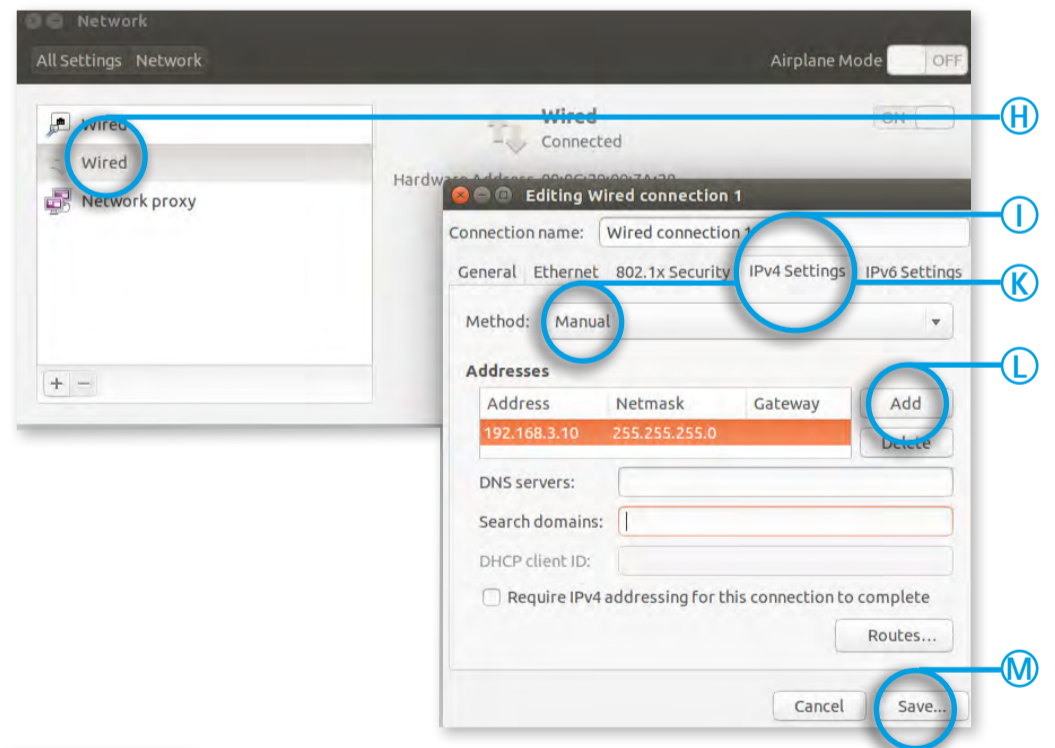 Network
All Settings Network
Airplane Mode OFF
H
Wired
Wired
ON
Wired
Connected
Network proxy
Hardware Address
Editing Wired connection 1
I
Connection name: Wired connection 1
General Ethernet 802.1x Security IPv4 Settings IPv6 Settings
K
Method: Manual
L
Addresses
+ −
Address Netmask Gateway Add
192.168.3.10 255.255.255.0
Delete
DNS servers:
Search domains:
DHCP client ID:
Require IPv4 addressing for this connection to complete
Routes...
M
Cancel Save...